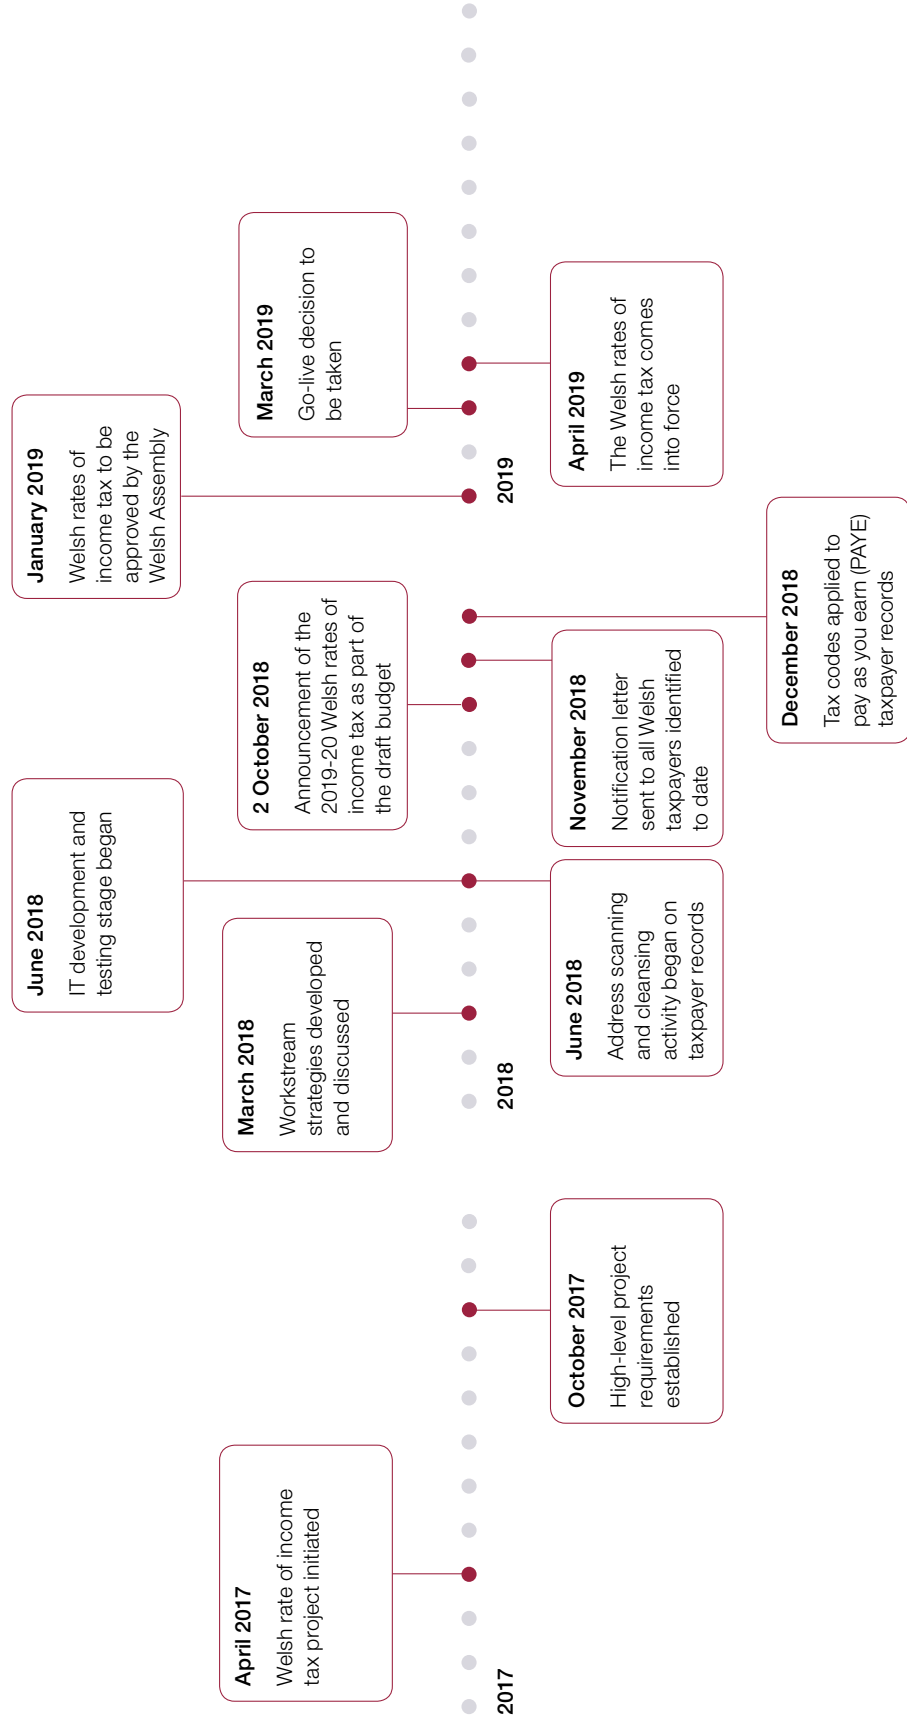 April 2017
Welsh rate of income
tax project initiated
October 2017
High-level project
requirements
established
March 2018
Workstream
strategies developed
and discussed
June 2018
IT development and
testing stage began
June 2018
Address scanning
and cleansing
activity began on
taxpayer records
2 October 2018
Announcement of the
2019-20 Welsh rates of
income tax as part of
the draft budget
November 2018
Notification letter
sent to all Welsh
taxpayers identified
to date
December 2018
Tax codes applied to
pay as you earn (PAYE)
taxpayer records
January 2019
Welsh rates of
income tax to be
approved by the
Welsh Assembly
March 2019
Go-live decision to
be taken
April 2019
The Welsh rates of
income tax comes
into force
2017
2018
2019